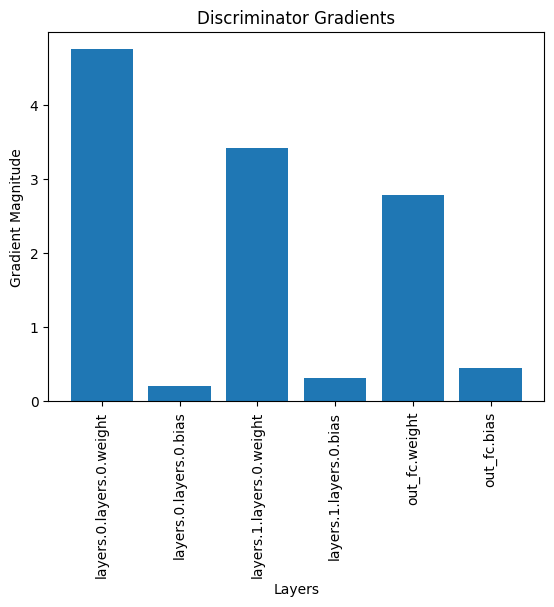 Discriminator Gradients
Gradient Magnitude
4
3
2
1
0
layers.0.layers.0.weight
layers.0.layers.0.bias
layers.1.layers.0.weight
layers.1.layers.0.bias
out_fc.weight
out_fc.bias
Layers